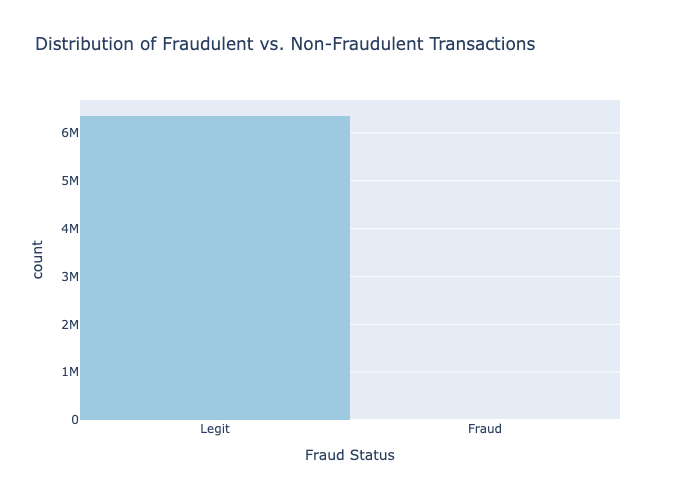 Distribution of Fraudulent vs. Non-Fraudulent Transactions
6M
5M
4M
3M
2M
1M
0
count
Legit
Fraud
Fraud Status